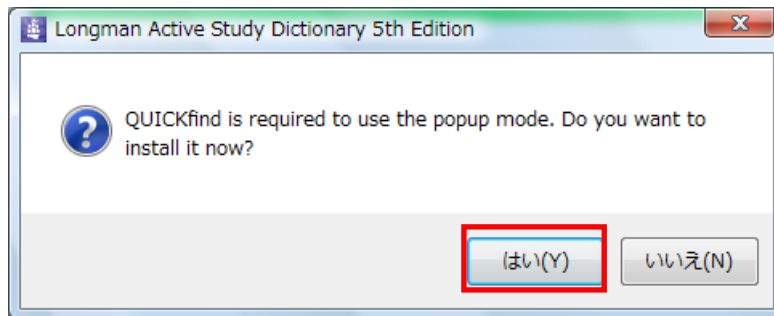 Longman Active Study Dictionary 5th Edition
QUICKfind is required to use the popup mode. Do you want to
install it now?
はい(Y) いいえ(N)